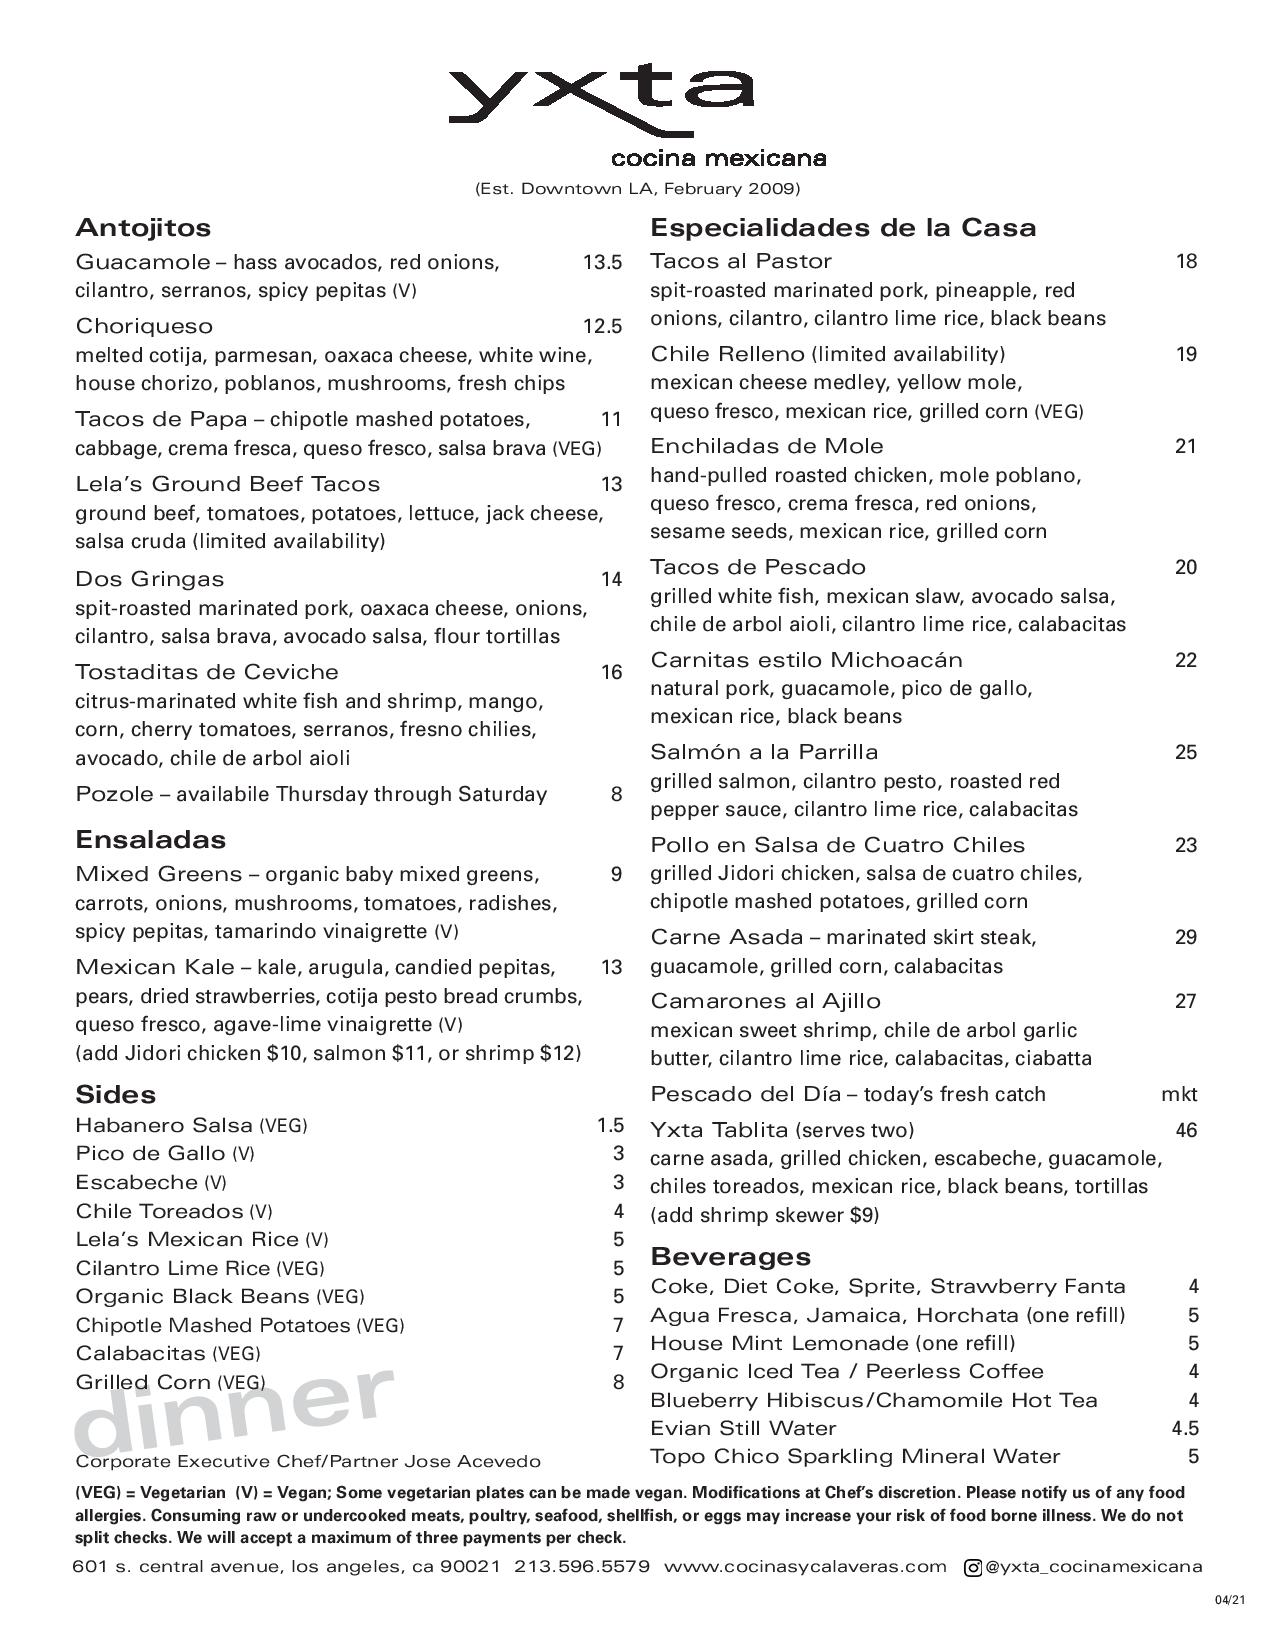 yxta
cocina mexicana
(Est. Downtown LA, February 2009)
Antojitos
Guacamole – hass avocados, red onions, 13.5
cilantro, serranos, spicy pepitas (V)
Choriqueso 12.5
melted cotija, parmesan, oaxaca cheese, white wine,
house chorizo, poblanos, mushrooms, fresh chips
Tacos de Papa – chipotle mashed potatoes, 11
cabbage, crema fresca, queso fresco, salsa brava (VEG)
Lela’s Ground Beef Tacos 13
ground beef, tomatoes, potatoes, lettuce, jack cheese,
salsa cruda (limited availability)
Dos Gringas 14
spit-roasted marinated pork, oaxaca cheese, onions,
cilantro, salsa brava, avocado salsa, flour tortillas
Tostaditas de Ceviche 16
citrus-marinated white fish and shrimp, mango,
corn, cherry tomatoes, serranos, fresno chilies,
avocado, chile de arbol aioli
Pozole – availabile Thursday through Saturday 8
Ensaladas
Mixed Greens – organic baby mixed greens, 9
carrots, onions, mushrooms, tomatoes, radishes,
spicy pepitas, tamarindo vinaigrette (V)
Mexican Kale – kale, arugula, candied pepitas, 13
pears, dried strawberries, cotija pesto bread crumbs,
queso fresco, agave-lime vinaigrette (V)
(add Jidori chicken $10, salmon $11, or shrimp $12)
Sides
Habanero Salsa (VEG) 1.5
Pico de Gallo (V) 3
Escabeche (V) 3
Chile Toreados (V) 4
Lela’s Mexican Rice (V) 5
Cilantro Lime Rice (VEG) 5
Organic Black Beans (VEG) 5
Chipotle Mashed Potatoes (VEG) 7
Calabacitas (VEG) 7
Grilled Corn (VEG) 8
dinner
Corporate Executive Chef/Partner Jose Acevedo
Especialidades de la Casa
Tacos al Pastor 18
spit-roasted marinated pork, pineapple, red
onions, cilantro, cilantro lime rice, black beans
Chile Relleno (limited availability) 19
mexican cheese medley, yellow mole,
queso fresco, mexican rice, grilled corn (VEG)
Enchiladas de Mole 21
hand-pulled roasted chicken, mole poblano,
queso fresco, crema fresca, red onions,
sesame seeds, mexican rice, grilled corn
Tacos de Pescado 20
grilled white fish, mexican slaw, avocado salsa,
chile de arbol aioli, cilantro lime rice, calabacitas
Carnitas estilo Michoacán 22
natural pork, guacamole, pico de gallo,
mexican rice, black beans
Salmón a la Parrilla 25
grilled salmon, cilantro pesto, roasted red
pepper sauce, cilantro lime rice, calabacitas
Pollo en Salsa de Cuatro Chiles 23
grilled Jidori chicken, salsa de cuatro chiles,
chipotle mashed potatoes, grilled corn
Carne Asada – marinated skirt steak, 29
guacamole, grilled corn, calabacitas
Camarones al Ajillo 27
mexican sweet shrimp, chile de arbol garlic
butter, cilantro lime rice, calabacitas, ciabatta
Pescado del Día – today’s fresh catch mkt
Yxta Tablita (serves two) 46
carne asada, grilled chicken, escabeche, guacamole,
chiles toreados, mexican rice, black beans, tortillas
(add shrimp skewer $9)
Beverages
Coke, Diet Coke, Sprite, Strawberry Fanta 4
Agua Fresca, Jamaica, Horchata (one refill) 5
House Mint Lemonade (one refill) 5
Organic Iced Tea / Peerless Coffee 4
Blueberry Hibiscus/Chamomile Hot Tea 4
Evian Still Water 4.5
Topo Chico Sparkling Mineral Water 5
(VEG) = Vegetarian (V) = Vegan; Some vegetarian plates can be made vegan. Modifications at Chef’s discretion. Please notify us of any food
allergies. Consuming raw or undercooked meats, poultry, seafood, shellfish, or eggs may increase your risk of food borne illness. We do not
split checks. We will accept a maximum of three payments per check.
601 s. central avenue, los angeles, ca 90021 213.596.5579 www.cocinasycalaveras.com @yxta_cocinamexicana
04/21